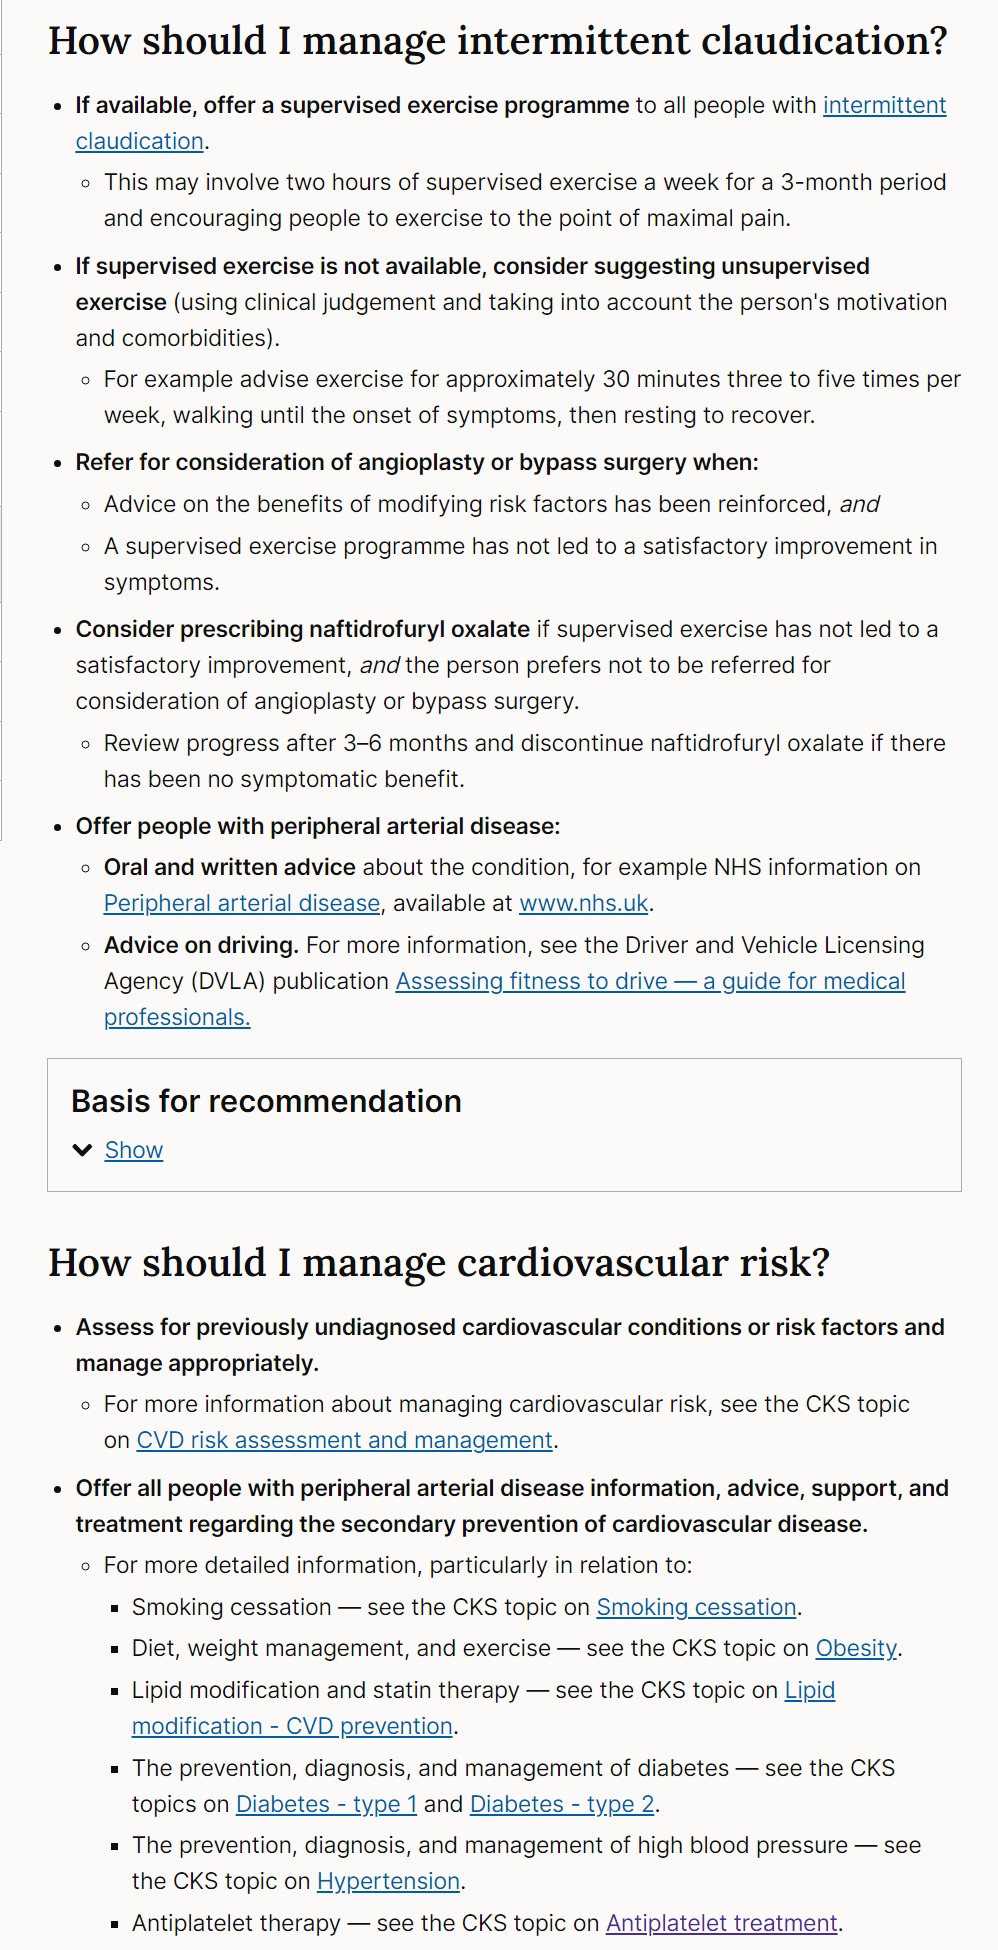 How should I manage intermittent claudication?
• If available, offer a supervised exercise programme to all people with intermittent
claudication.
◦ This may involve two hours of supervised exercise a week for a 3-month period
and encouraging people to exercise to the point of maximal pain.
• If supervised exercise is not available, consider suggesting unsupervised
exercise (using clinical judgement and taking into account the person's motivation
and comorbidities).
◦ For example advise exercise for approximately 30 minutes three to five times per
week, walking until the onset of symptoms, then resting to recover.
• Refer for consideration of angioplasty or bypass surgery when:
◦ Advice on the benefits of modifying risk factors has been reinforced, and
◦ A supervised exercise programme has not led to a satisfactory improvement in
symptoms.
• Consider prescribing naftidrofuryl oxalate if supervised exercise has not led to a
satisfactory improvement, and the person prefers not to be referred for
consideration of angioplasty or bypass surgery.
◦ Review progress after 3–6 months and discontinue naftidrofuryl oxalate if there
has been no symptomatic benefit.
• Offer people with peripheral arterial disease:
◦ Oral and written advice about the condition, for example NHS information on
Peripheral arterial disease, available at www.nhs.uk.
◦ Advice on driving. For more information, see the Driver and Vehicle Licensing
Agency (DVLA) publication Assessing fitness to drive — a guide for medical
professionals.
Basis for recommendation
Show
How should I manage cardiovascular risk?
• Assess for previously undiagnosed cardiovascular conditions or risk factors and
manage appropriately.
◦ For more information about managing cardiovascular risk, see the CKS topic
on CVD risk assessment and management.
• Offer all people with peripheral arterial disease information, advice, support, and
treatment regarding the secondary prevention of cardiovascular disease.
◦ For more detailed information, particularly in relation to:
▪ Smoking cessation — see the CKS topic on Smoking cessation.
▪ Diet, weight management, and exercise — see the CKS topic on Obesity.
▪ Lipid modification and statin therapy — see the CKS topic on Lipid
modification - CVD prevention.
▪ The prevention, diagnosis, and management of diabetes — see the CKS
topics on Diabetes - type 1 and Diabetes - type 2.
▪ The prevention, diagnosis, and management of high blood pressure — see
the CKS topic on Hypertension.
▪ Antiplatelet therapy — see the CKS topic on Antiplatelet treatment.